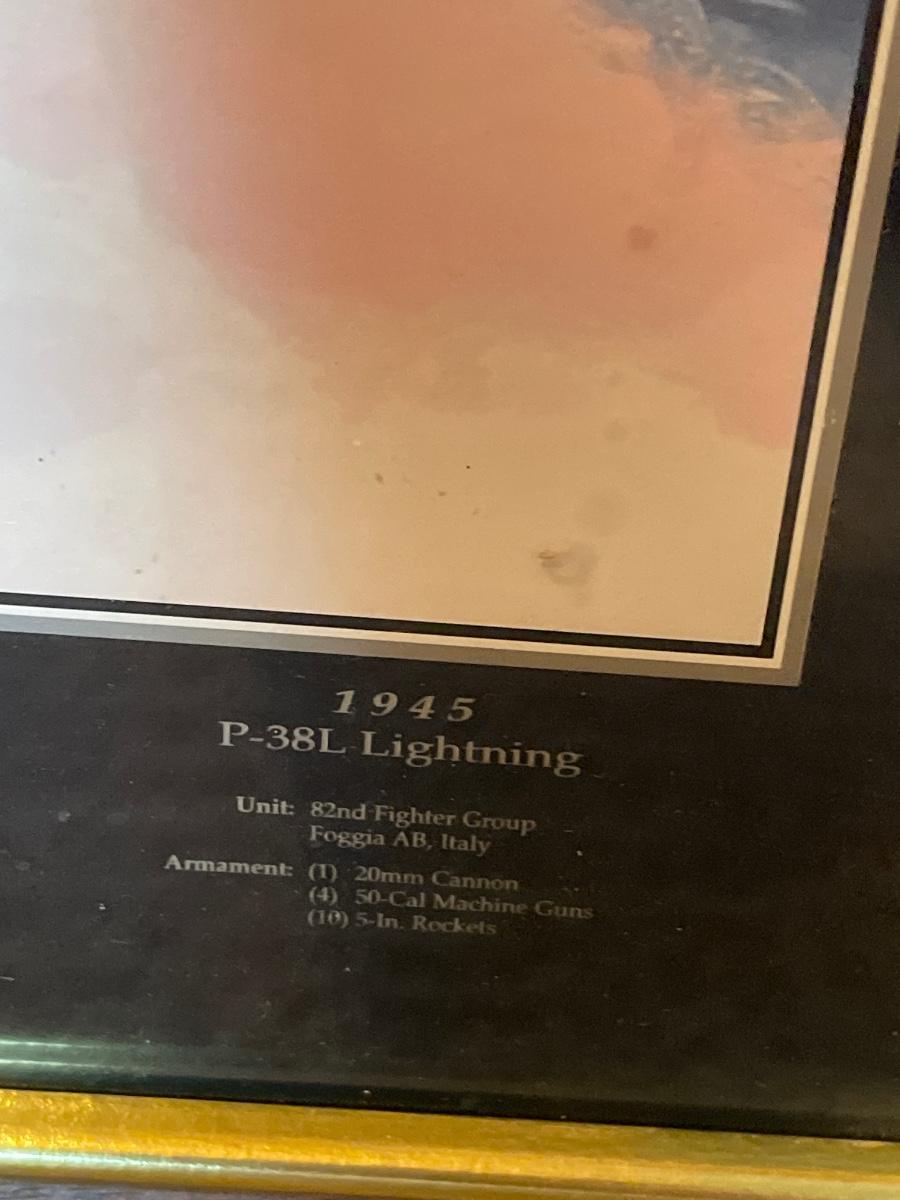 1945
P-38L Lightning
Unit: 82nd Fighter Group
Foggia AB, Italy
Armament: (1) 20mm Cannon
(4) 50-Cal Machine Guns
(10) 5-In. Rockets